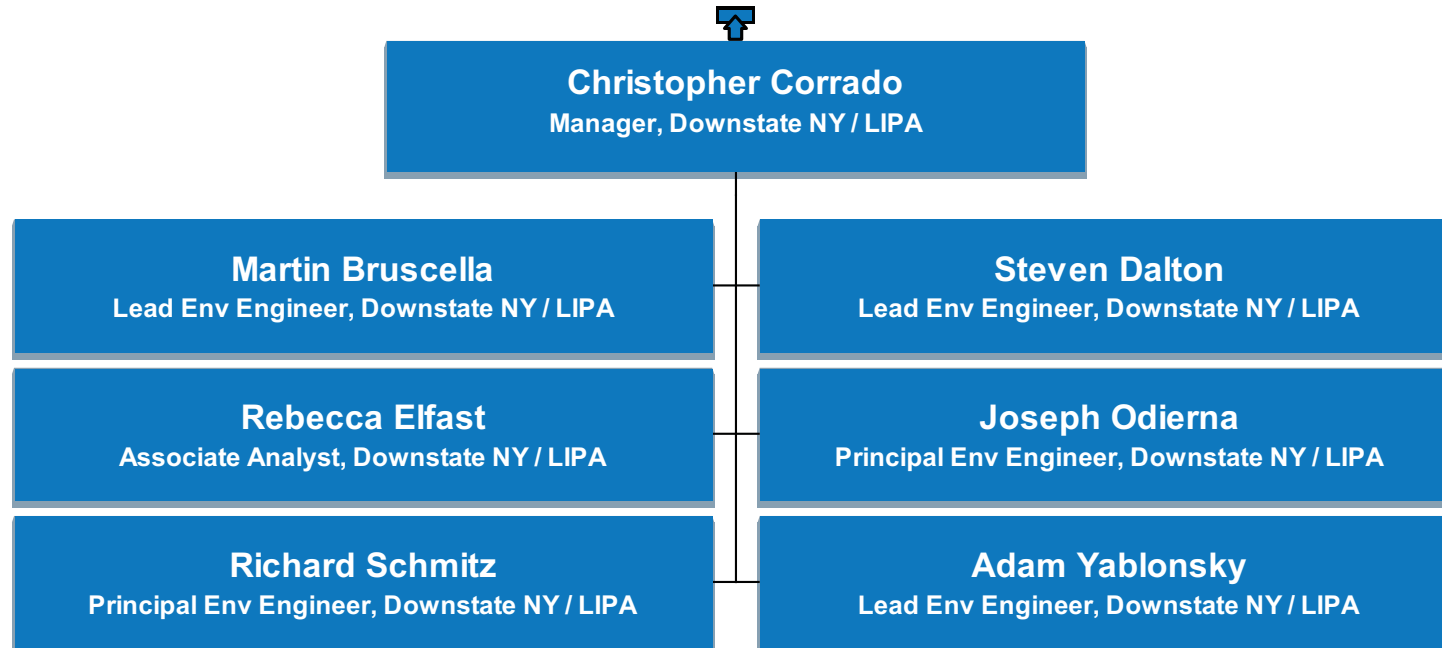 Christopher Corrado
Manager, Downstate NY / LIPA
Martin Bruscella
Lead Env Engineer, Downstate NY / LIPA
Steven Dalton
Lead Env Engineer, Downstate NY / LIPA
Rebecca Elfast
Associate Analyst, Downstate NY / LIPA
Joseph Odierna
Principal Env Engineer, Downstate NY / LIPA
Richard Schmitz
Principal Env Engineer, Downstate NY / LIPA
Adam Yablonsky
Lead Env Engineer, Downstate NY / LIPA